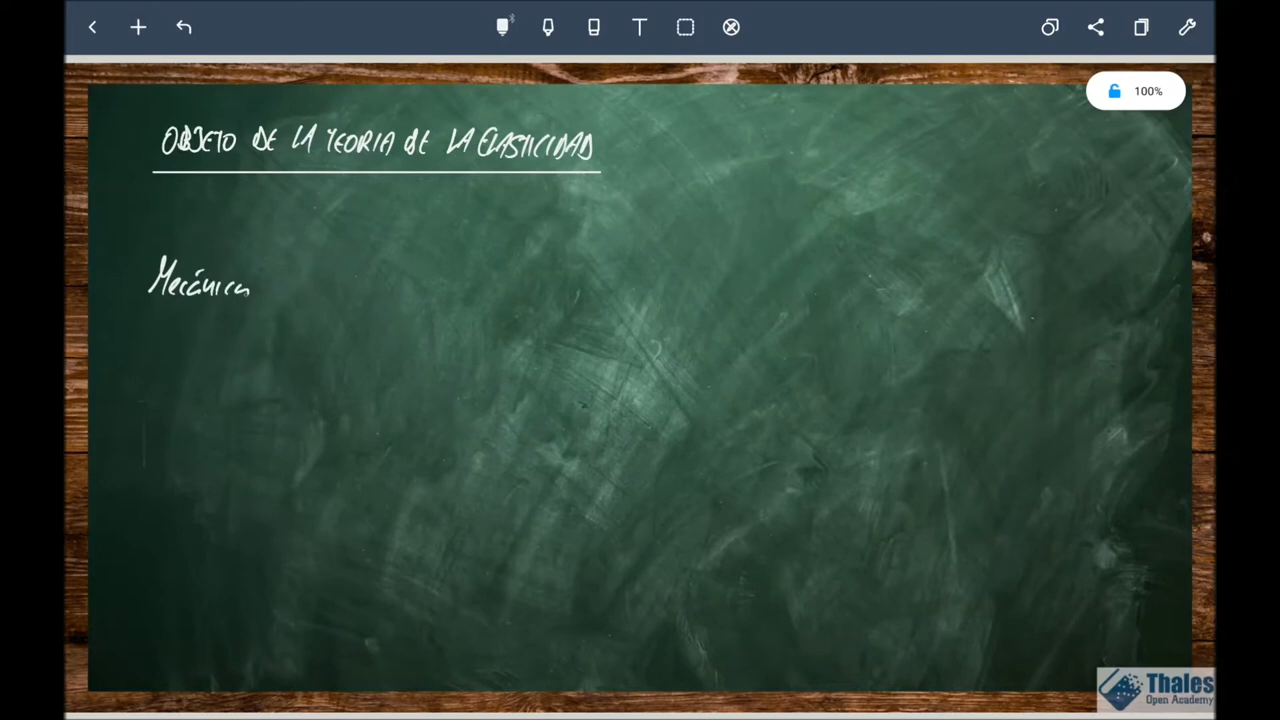 100%
OBJETO DE LA TEORIA DE LA ELASTICIDAD
Mecánica
Thales
Open Academy